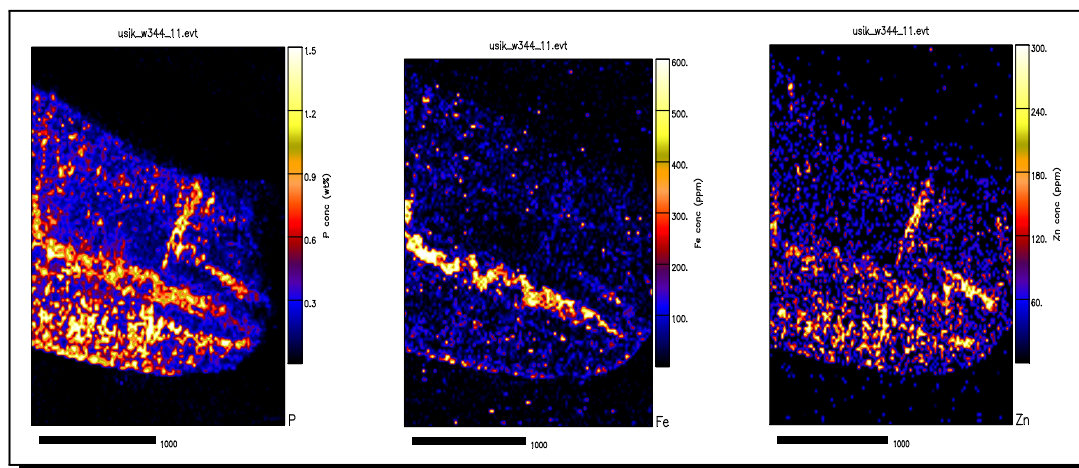 usik_w344_11.evt
1.5
1.2
0.9
0.6
0.3
P conc (wt%)
P
1000
usik_w344_11.evt
600.
500.
400.
300.
200.
100.
Fe conc (ppm)
Fe
1000
usik_w344_11.evt
300.
240.
180.
120.
60.
Zn conc (ppm)
Zn
1000